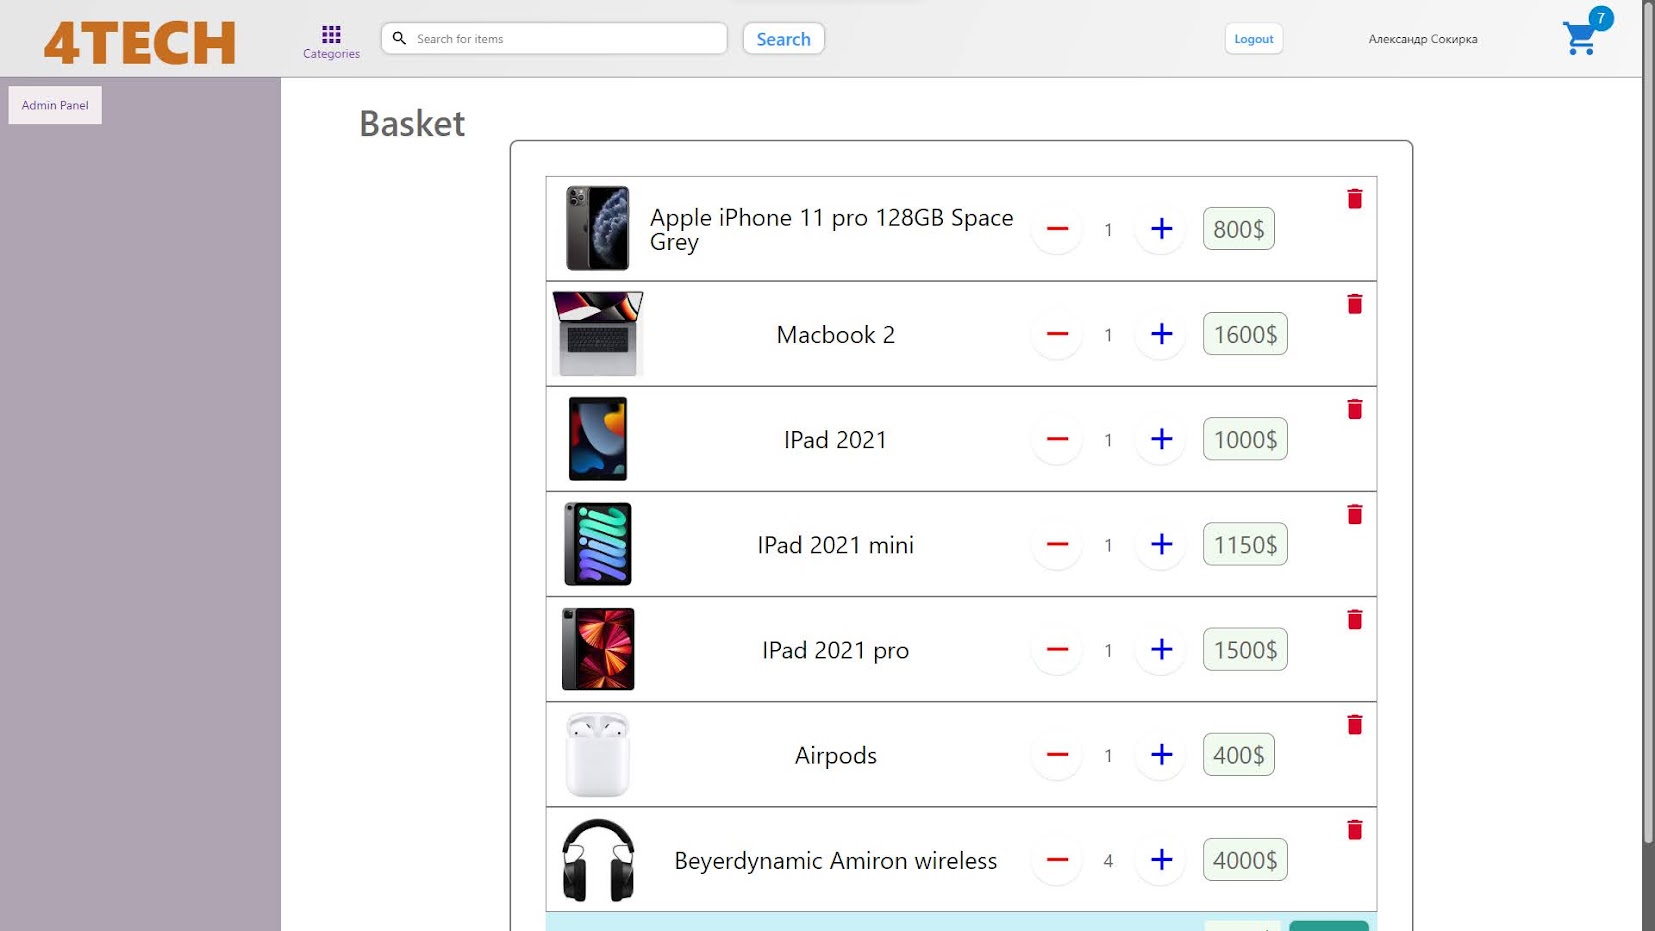 4TECH
Categories
Search for items
Search
Logout
Александр Сокирка
7
Admin Panel
Basket
Apple iPhone 11 pro 128GB Space
Grey
1
800$
Macbook 2
1
1600$
IPad 2021
1
1000$
IPad 2021 mini
1
1150$
IPad 2021 pro
1
1500$
Airpods
1
400$
Beyerdynamic Amiron wireless
4
4000$